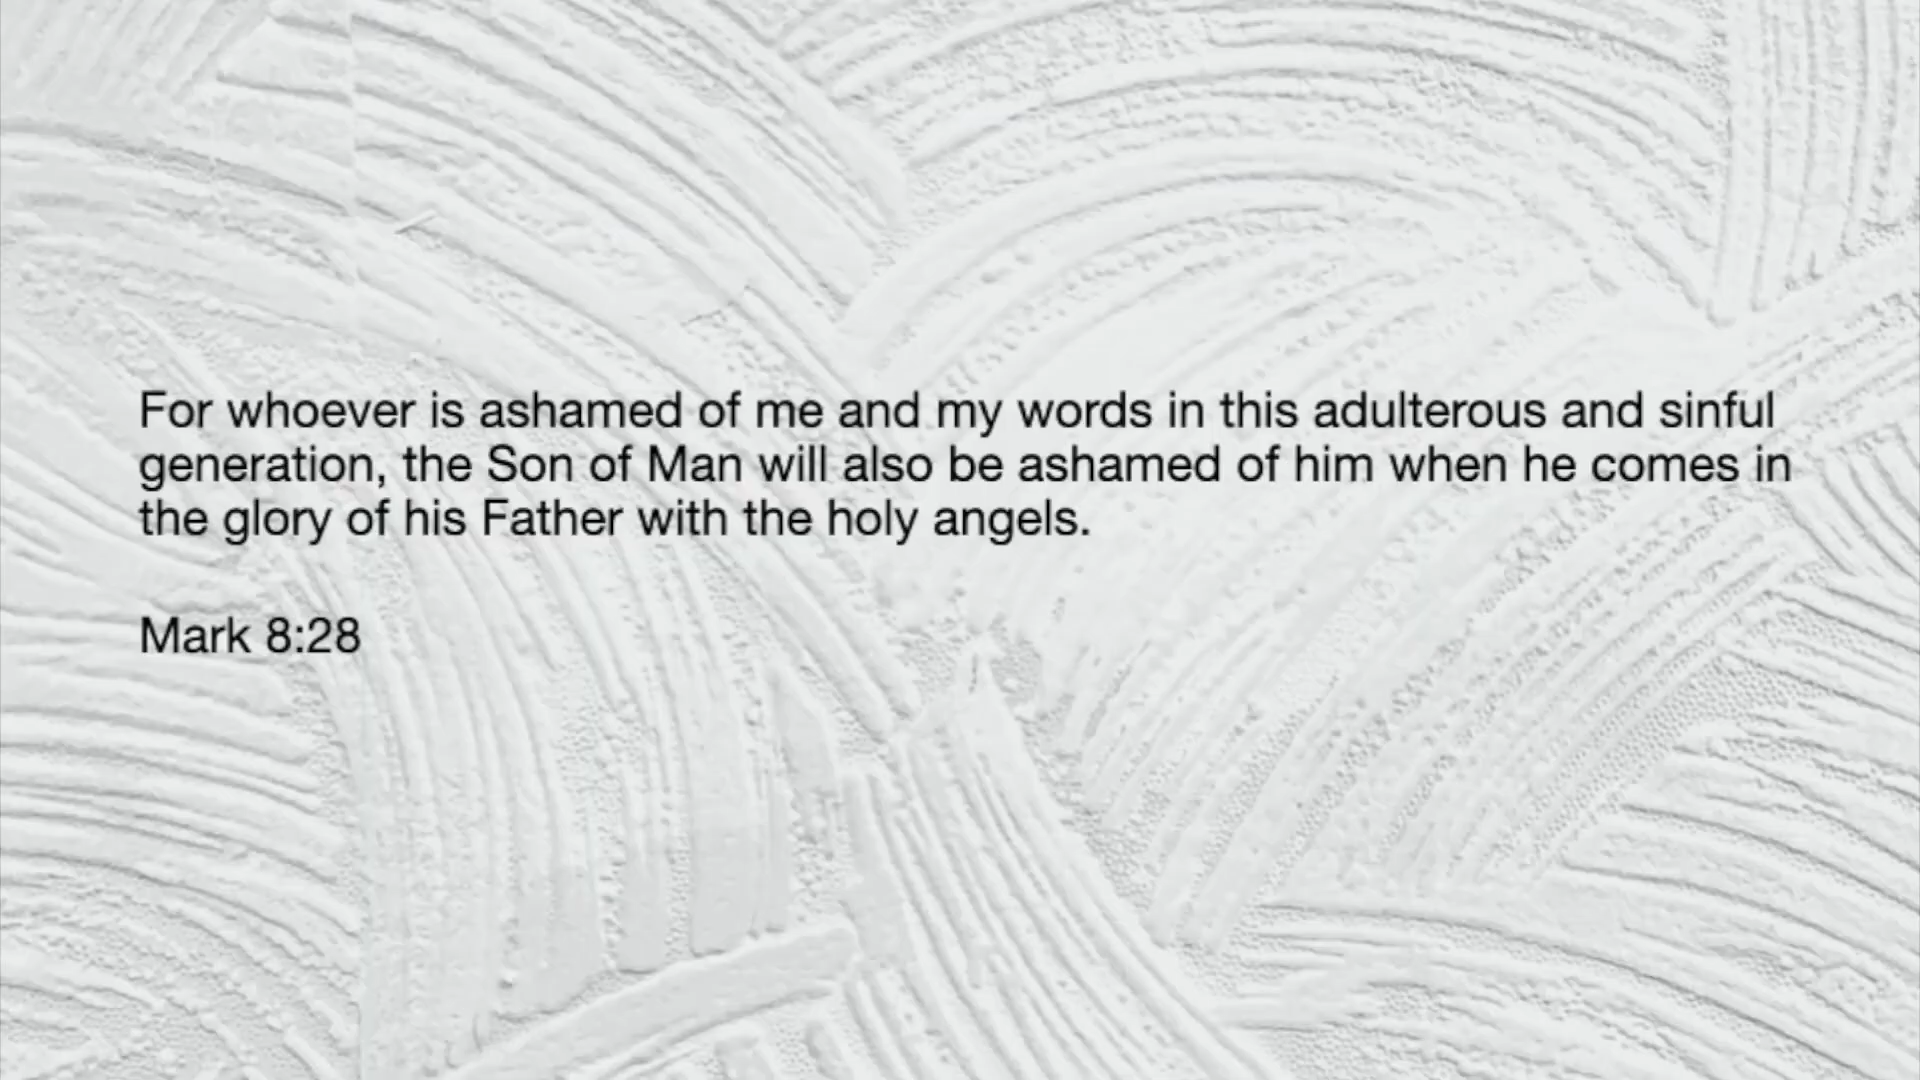 For whoever is ashamed of me and my words in this adulterous and sinful
generation, the Son of Man will also be ashamed of him when he comes in
the glory of his Father with the holy angels.
Mark 8:28